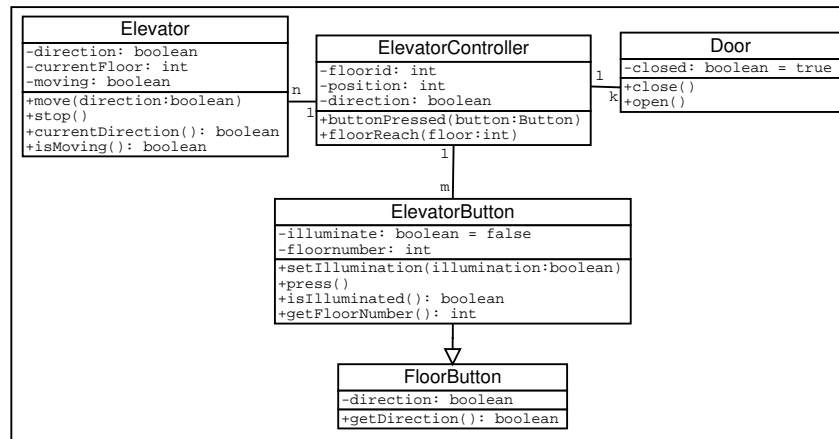 Elevator
-direction: boolean
-currentFloor: int
-moving: boolean
+move(direction:boolean)
+stop()
+currentDirection(): boolean
+isMoving(): boolean
n
1
ElevatorController
-floorid: int
-position: int
-direction: boolean
+buttonPressed(button:Button)
+floorReach(floor:int)
1
k
Door
-closed: boolean = true
+close()
+open()
1
m
ElevatorButton
-illuminate: boolean = false
-floornumber: int
+setIllumination(illumination:boolean)
+press()
+isIlluminated(): boolean
+getFloorNumber(): int
FloorButton
-direction: boolean
+getDirection(): boolean